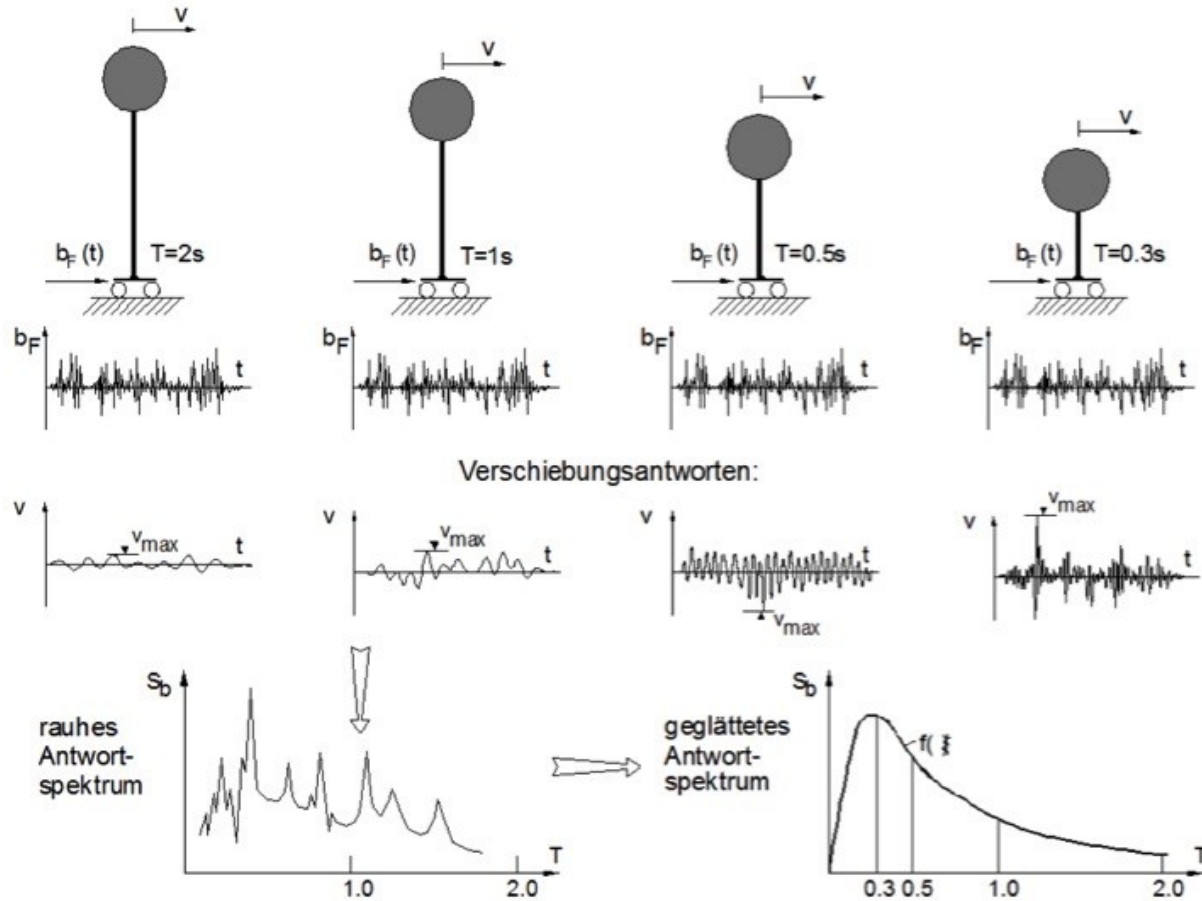 v
v
v
v
b_F (t) T=2s
b_F (t) T=1s
b_F (t) T=0.5s
b_F (t) T=0.3s
b_F t
b_F t
b_F t
b_F t
Verschiebungsantworten:
v v_max t
v v_max t
v v_max t
v v_max t
S_b
rauhes
Antwort-
spektrum
1.0 2.0 T
geglättetes
Antwort-
spektrum
S_b
f( ξ
0.3 0.5 1.0 2.0 T